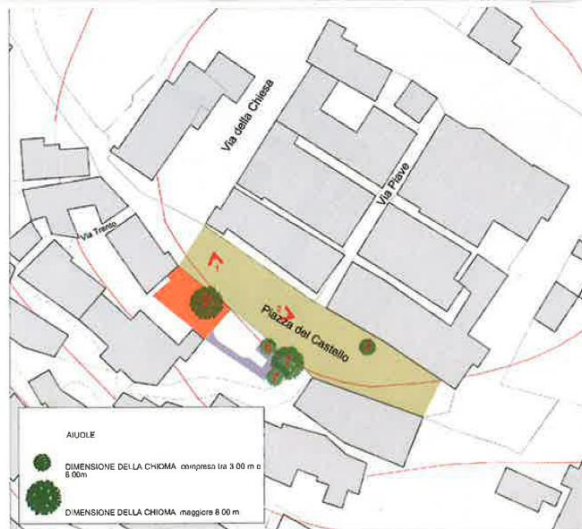 Via della Chiesa
Via Piave
Via Trento
Piazza del Castello
AIUOLE
DIMENSIONE DELLA CHIOMA compresa tra 3.00 m e
6.00m
DIMENSIONE DELLA CHIOMA maggiore 6.00 m